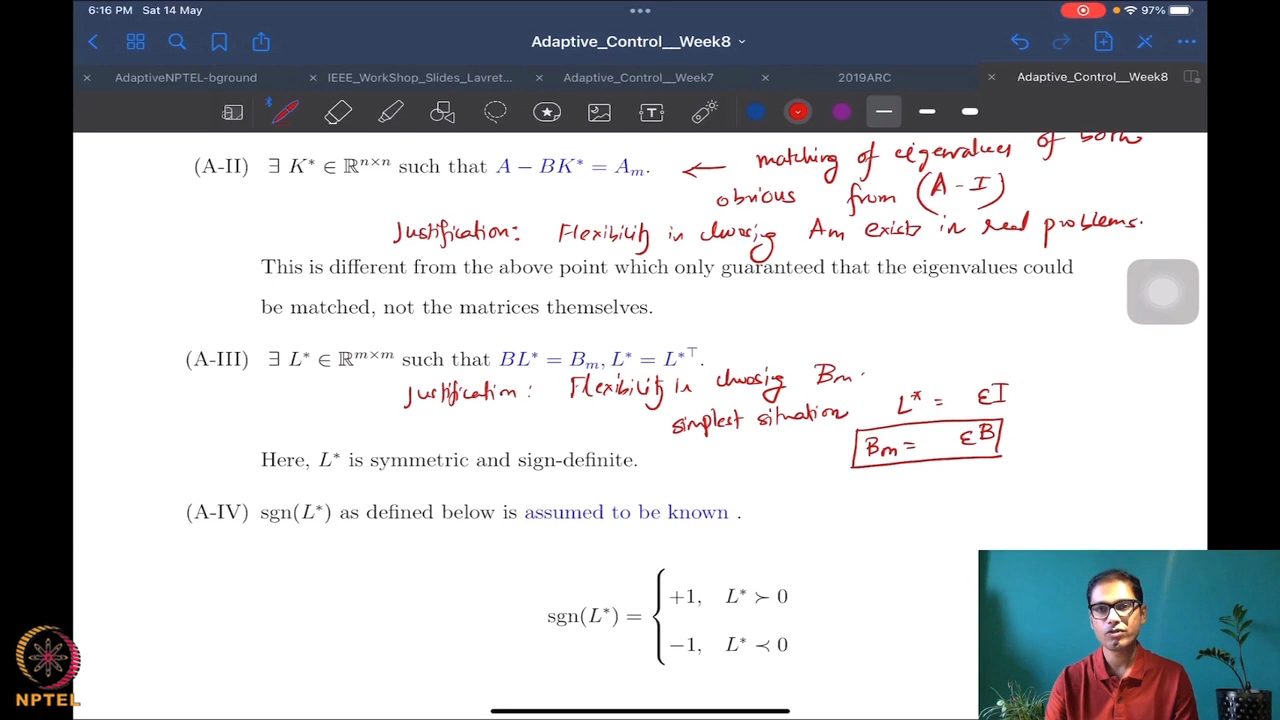 6:16 PM Sat 14 May
97%
Adaptive_Control__Week8
AdaptiveNPTEL-bground
IEEE_WorkShop_Slides_Lavret...
Adaptive_Control__Week7
2019ARC
Adaptive_Control__Week8
(A-II) ∃ K* ∈ ℝⁿˣⁿ such that A − BK* = Aₘ. ← matching of eigenvalues of both
obvious from (A - I)
Justification: Flexibility in choosing Am exists in real problems.
This is different from the above point which only guaranteed that the eigenvalues could
be matched, not the matrices themselves.
(A-III) ∃ L* ∈ ℝᵐˣᵐ such that BL* = Bₘ, L* = L*⊤.
Justification: Flexibility in choosing Bm.
simplest situation L* = εI
Bm = εB
Here, L* is symmetric and sign-definite.
(A-IV) sgn(L*) as defined below is assumed to be known .
sgn(L*) = { +1, L* ≻ 0
−1, L* ≺ 0
NPTEL